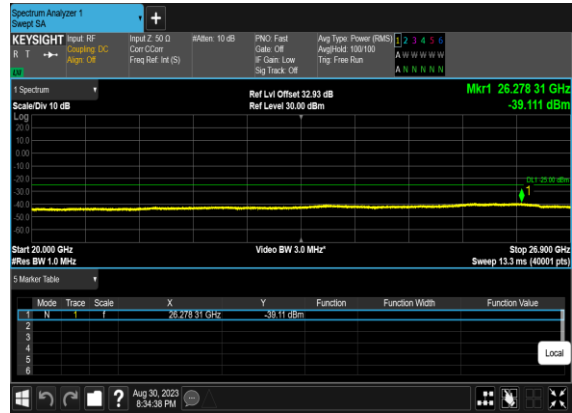 Spectrum Analyzer 1
Swept SA
+
KEYSIGHT Input: RF Input Z: 50 Ω #Atten: 10 dB PNO: Fast Avg Type: Power (RMS) 1 2 3 4 5 6
R T Coupling: DC Corr CCorr Gate: Off Avg|Hold: 100/100 A W W W W W
Align: Off Freq Ref: Int (S) IF Gain: Low Trig: Free Run
Sig Track: Off A N N N N N
1 Spectrum Ref Lvl Offset 32.93 dB Mkr1 26.278 31 GHz
Scale/Div 10 dB Ref Level 30.00 dBm -39.111 dBm
Log
20.0
10.0
0.00
-10.0
-20.0 DL1 -25.00 dBm
-30.0 1
-40.0
-50.0
-60.0
Start 20.000 GHz Video BW 3.0 MHz* Stop 26.900 GHz
#Res BW 1.0 MHz Sweep 13.3 ms (40001 pts)
5 Marker Table
Mode Trace Scale X Y Function Function Width Function Value
1 N 1 f 26.278 31 GHz -39.11 dBm
2
3
4
5
6
Local
? Aug 30, 2023
8:34:38 PM